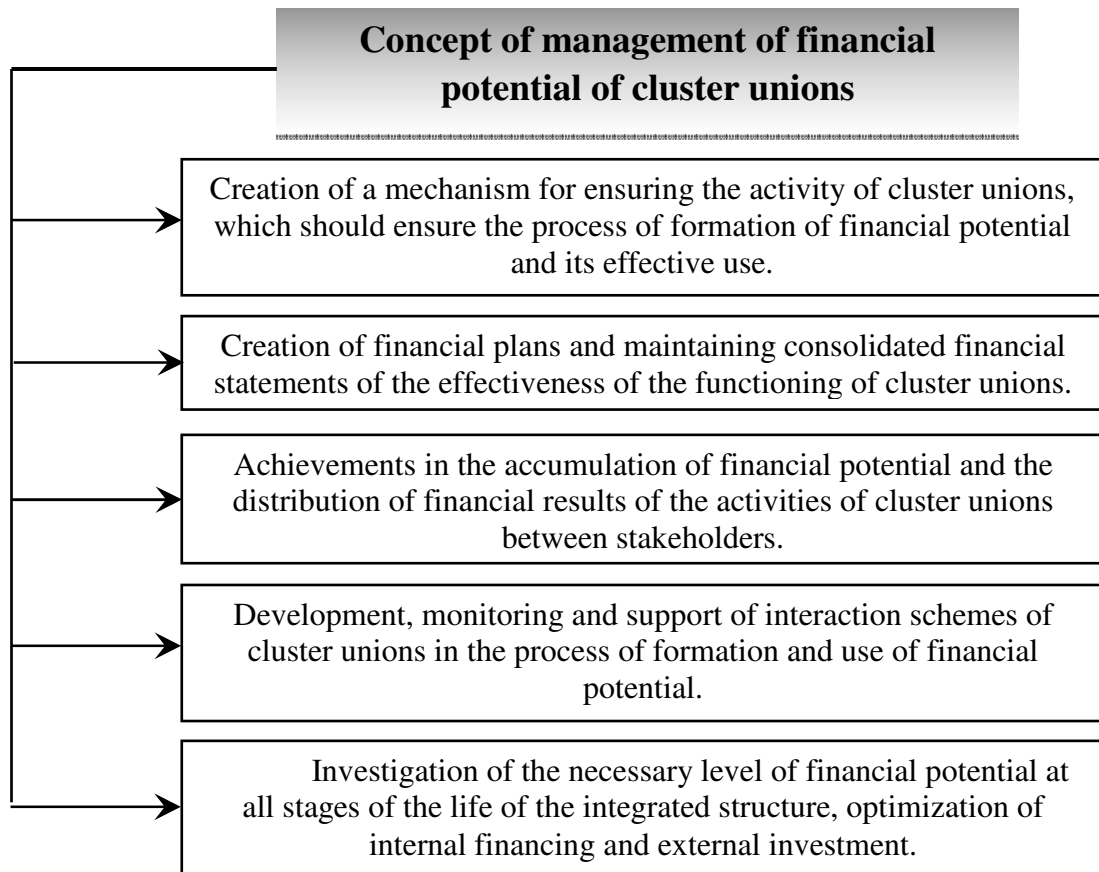 Concept of management of financial
potential of cluster unions
Creation of a mechanism for ensuring the activity of cluster unions,
which should ensure the process of formation of financial potential
and its effective use.
Creation of financial plans and maintaining consolidated financial
statements of the effectiveness of the functioning of cluster unions.
Achievements in the accumulation of financial potential and the
distribution of financial results of the activities of cluster unions
between stakeholders.
Development, monitoring and support of interaction schemes of
cluster unions in the process of formation and use of financial
potential.
Investigation of the necessary level of financial potential at
all stages of the life of the integrated structure, optimization of
internal financing and external investment.